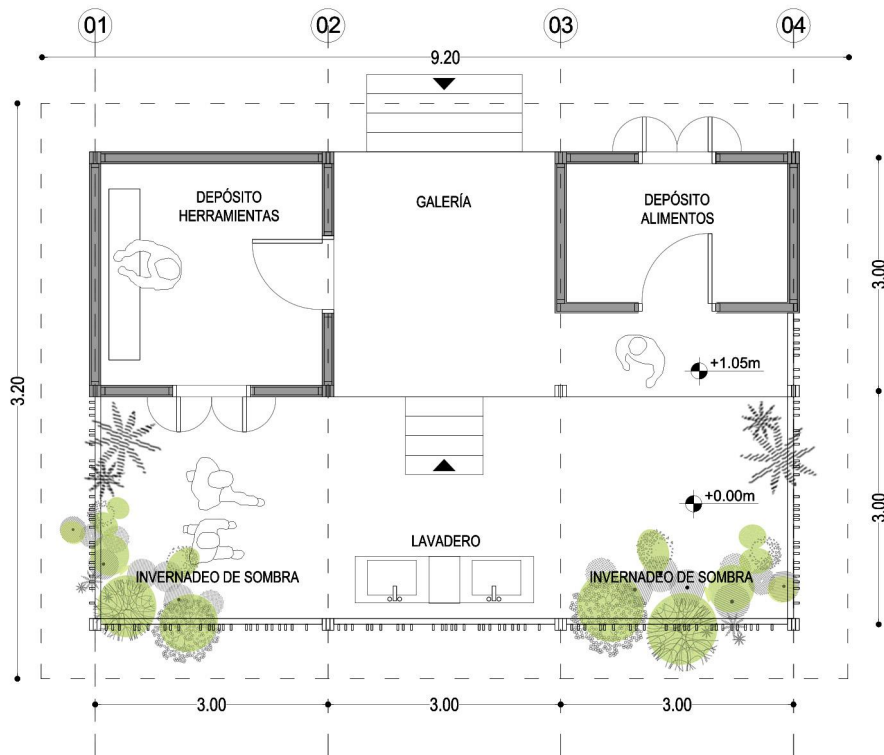 01
02
03
04
9.20
DEPÓSITO
HERRAMIENTAS
GALERÍA
DEPÓSITO
ALIMENTOS
3.00
3.20
+1.05m
+0.00m
3.00
LAVADERO
INVERNADEO DE SOMBRA
INVERNADEO DE SOMBRA
3.00
3.00
3.00